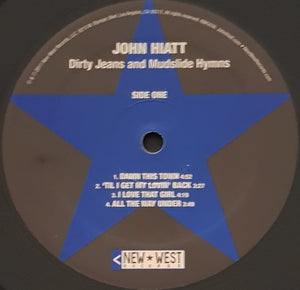 JOHN HIATT
Dirty Jeans and Mudslide Hymns
SIDE ONE
1. DAMN THIS TOWN 4:52
2. 'TIL I GET MY LOVIN' BACK 3:27
3. I LOVE THAT GIRL 4:19
4. ALL THE WAY UNDER 3:49
NEW ★ WEST
RECORDS